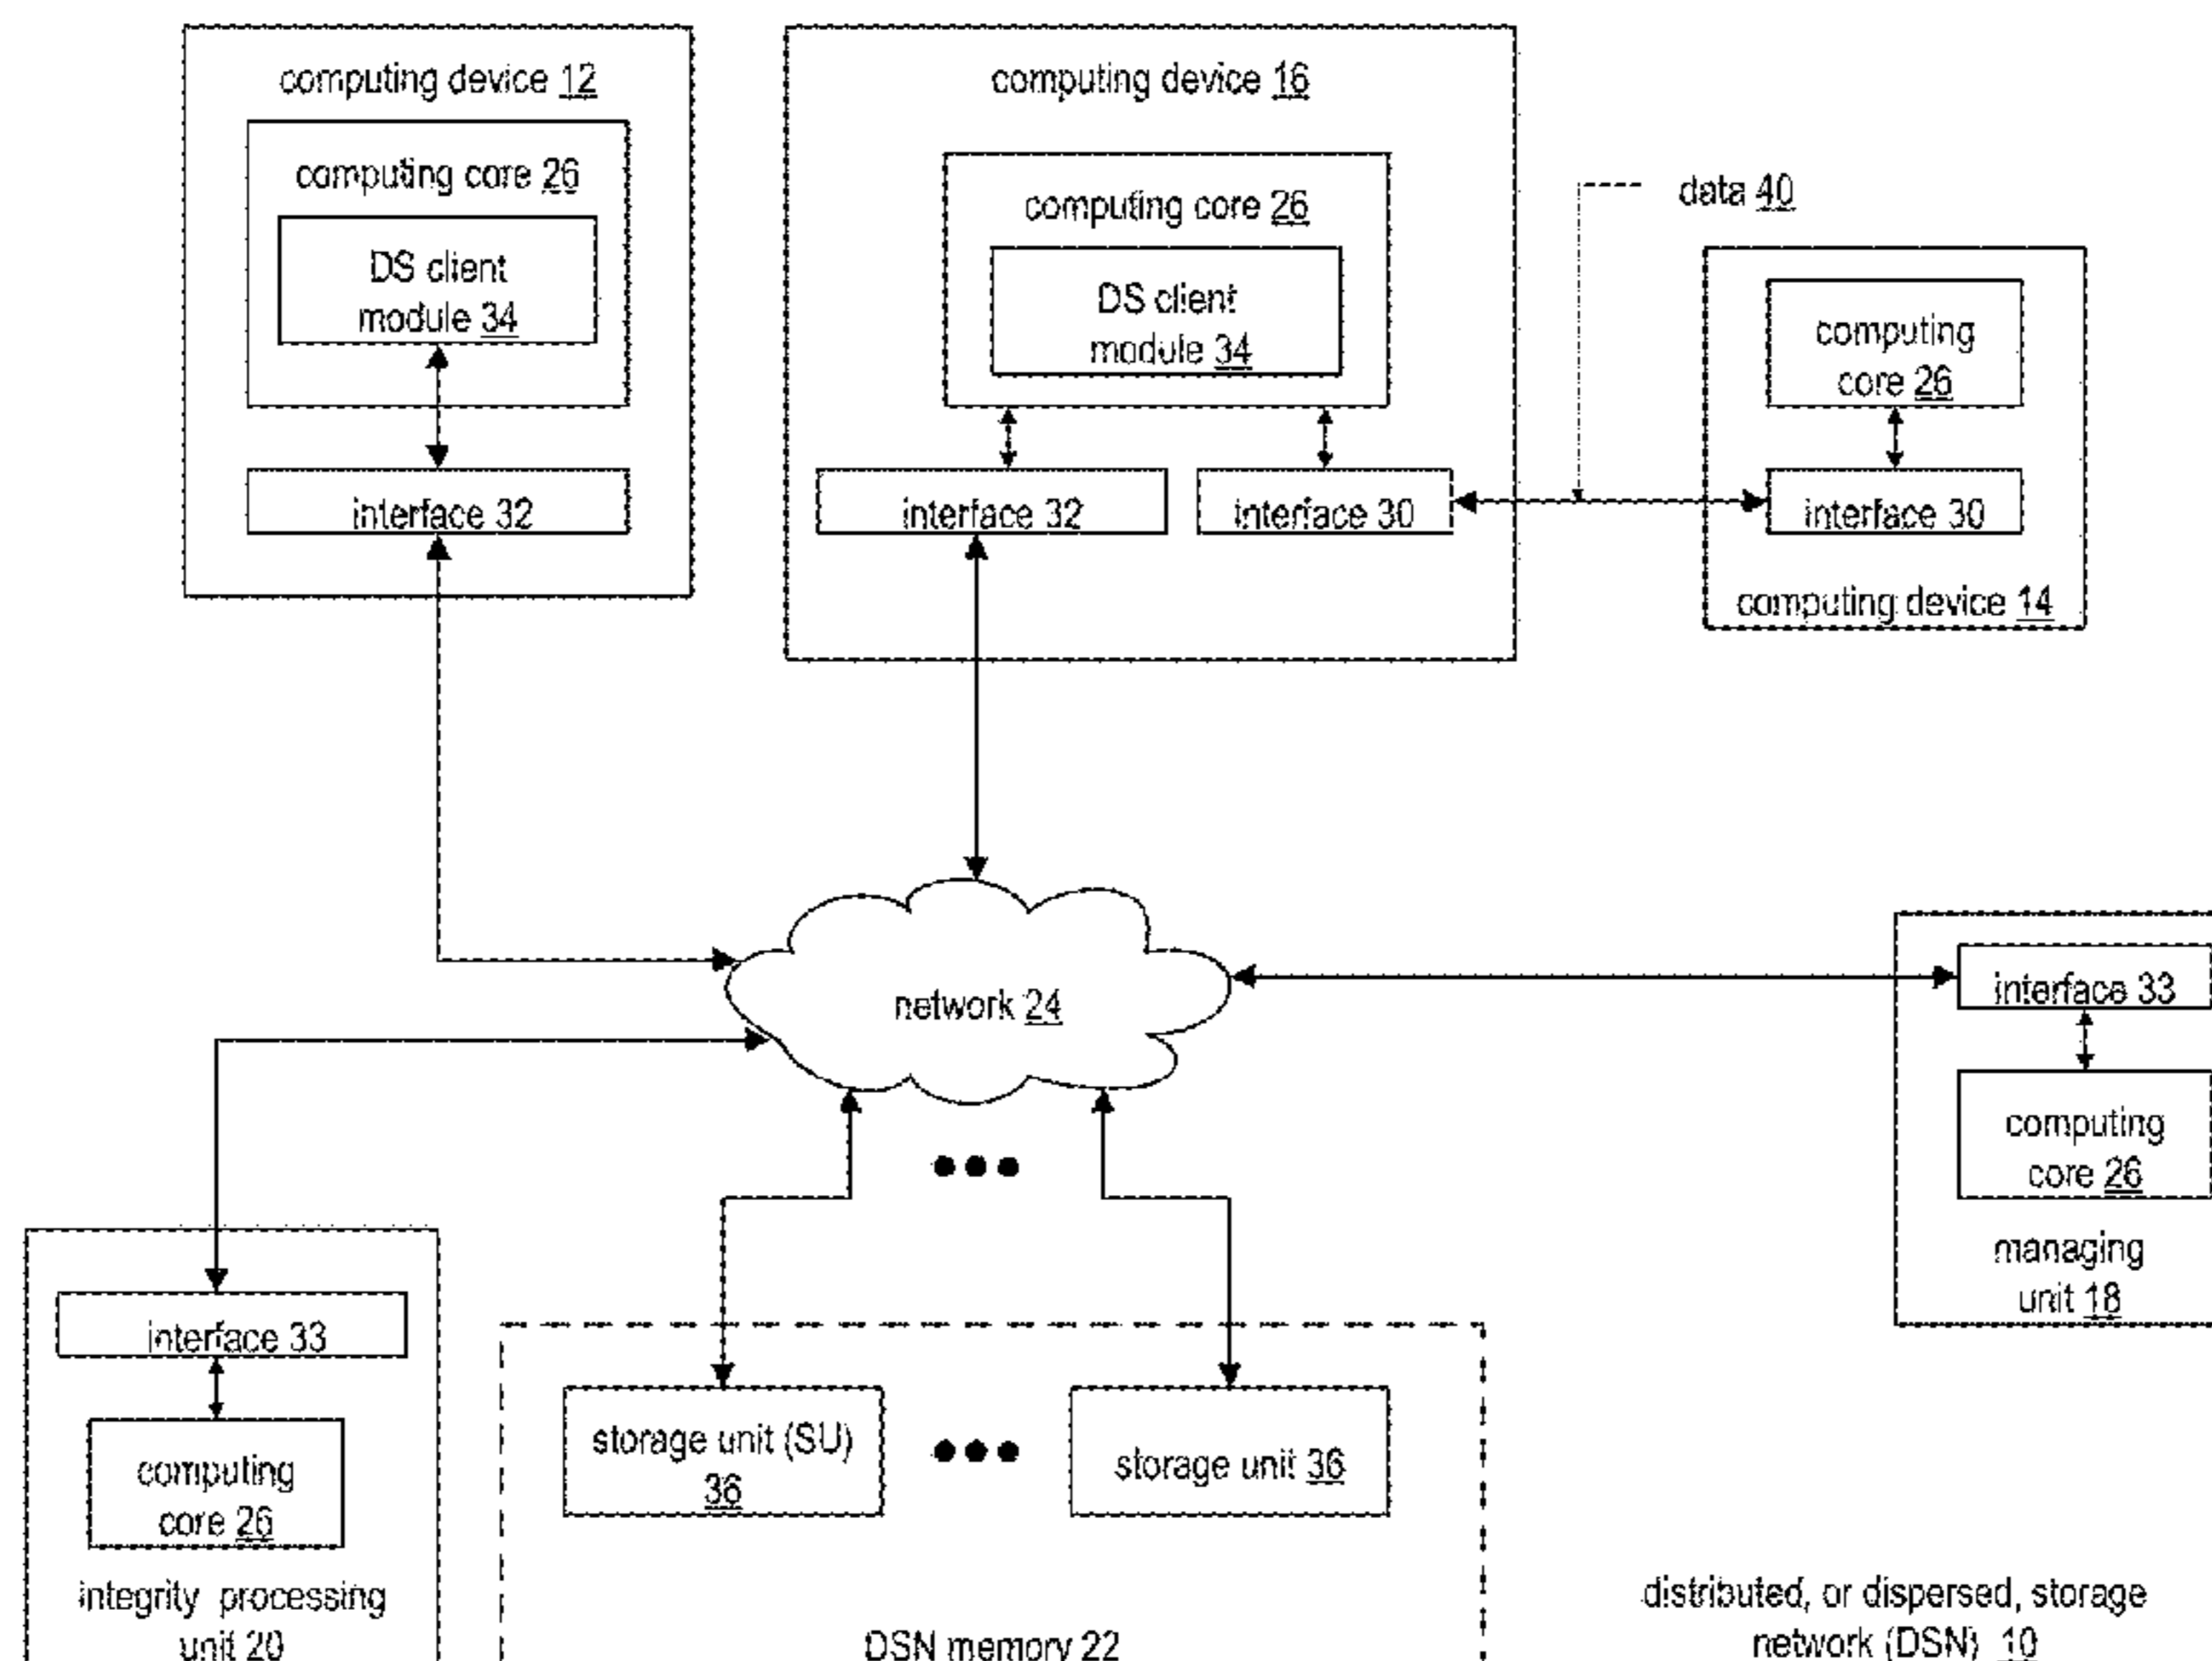 computing device 12
computing core 26
DS client
module 34
interface 32
computing device 16
computing core 26
DS client
module 34
interface 32
interface 30
data 40
computing
core 26
interface 30
computing device 14
network 24
interface 33
computing
core 26
managing
unit 18
interface 33
computing
core 26
integrity processing
unit 20
storage unit (SU)
36
storage unit 36
DSN memory 22
distributed, or dispersed, storage
network (DSN) 10